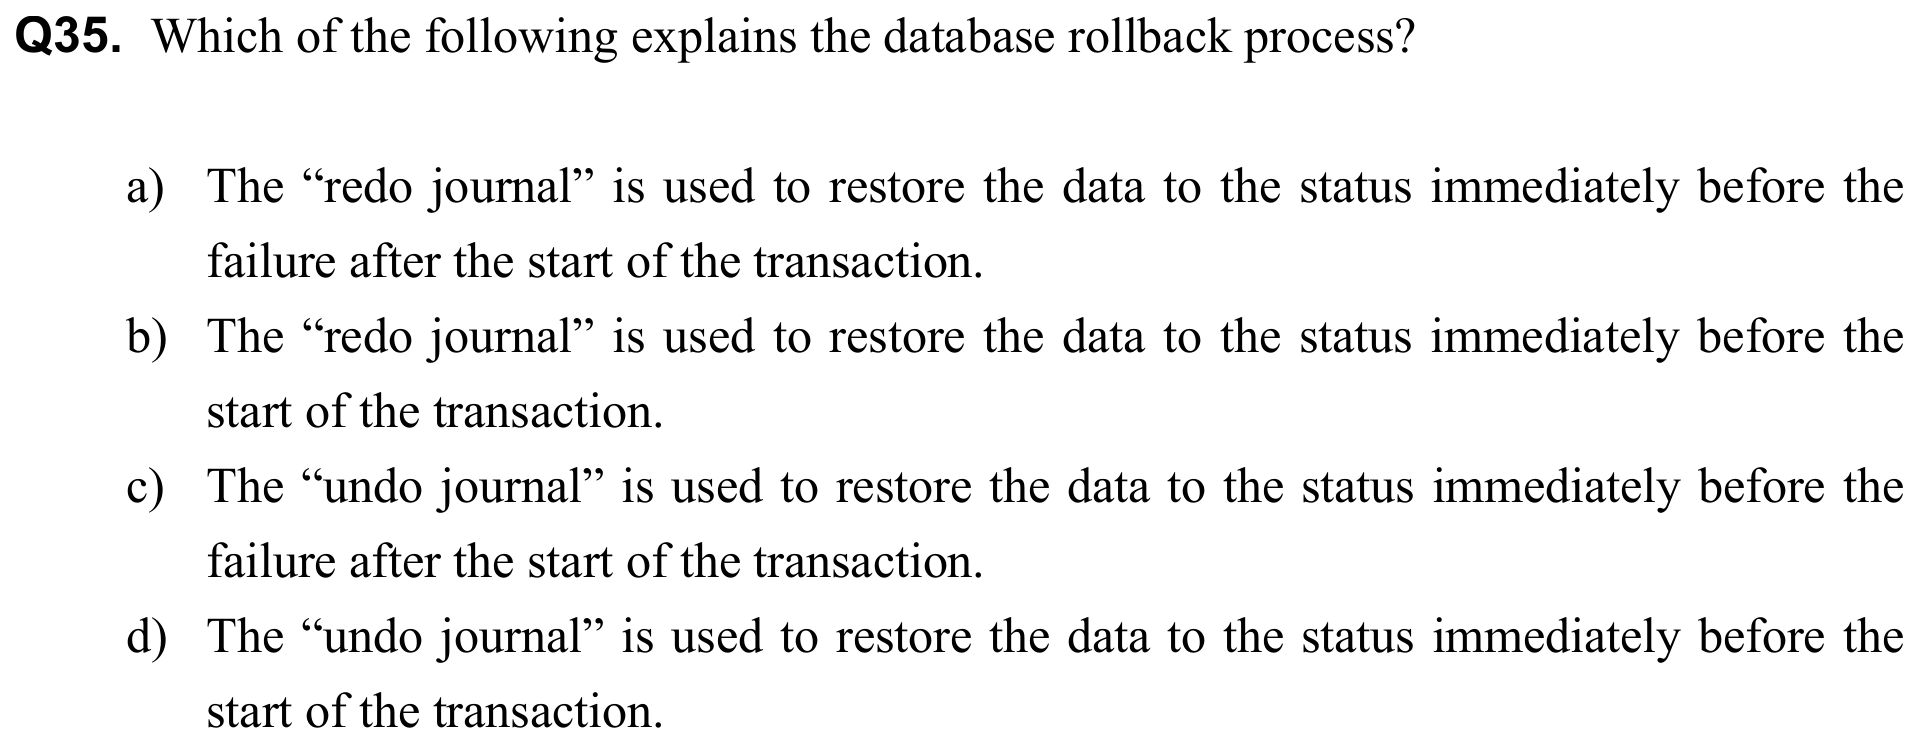 Q35. Which of the following explains the database rollback process?
a) The “redo journal” is used to restore the data to the status immediately before the
failure after the start of the transaction.
b) The “redo journal” is used to restore the data to the status immediately before the
start of the transaction.
c) The “undo journal” is used to restore the data to the status immediately before the
failure after the start of the transaction.
d) The “undo journal” is used to restore the data to the status immediately before the
start of the transaction.